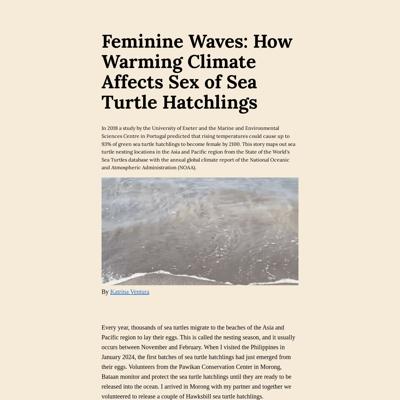 Feminine Waves: How
Warming Climate
Affects Sex of Sea
Turtle Hatchlings
In 2018 a study by the University of Exeter and the Marine and Environmental
Sciences Centre in Portugal predicted that rising temperatures could cause up to
93% of green sea turtle hatchlings to become female by 2100. This story maps out sea
turtle nesting locations in the Asia and Pacific region from the State of the World's
Sea Turtles database with the annual global climate report of the National Oceanic
and Atmospheric Administration (NOAA).
By Katrina Ventura
Every year, thousands of sea turtles migrate to the beaches of the Asia and
Pacific region to lay their eggs. This is called the nesting season, and it usually
occurs between November and February. When I visited the Philippines in
January 2024, the first batches of sea turtle hatchlings had just emerged from
their eggs. Volunteers from the Pawikan Conservation Center in Morong,
Bataan monitor and protect the sea turtle hatchlings until they are ready to be
released into the ocean. I arrived in Morong with my partner and together we
volunteered to release a couple of Hawksbill sea turtle hatchlings.